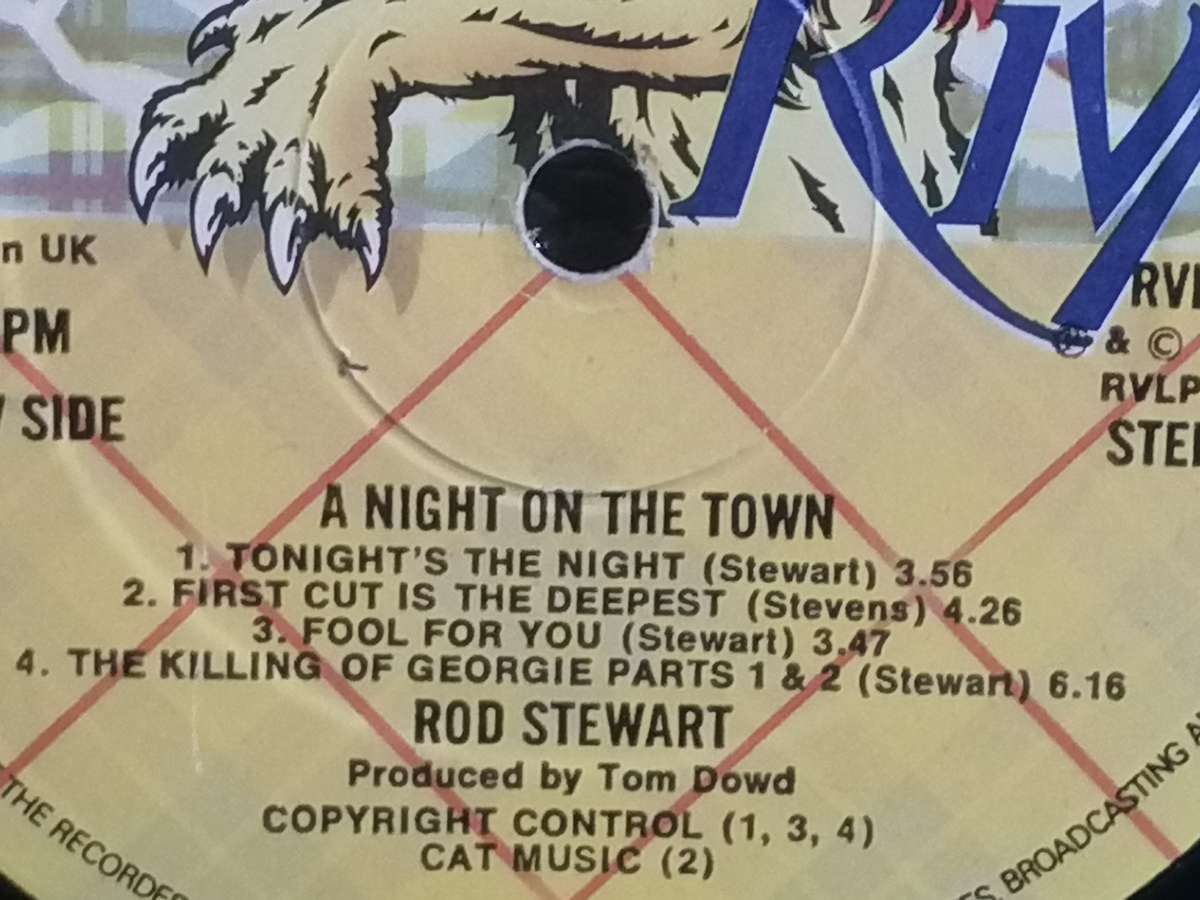 Riv
n UK
PM
SIDE
RV
& ©
RVLP
STE
A NIGHT ON THE TOWN
1. TONIGHT'S THE NIGHT (Stewart) 3.56
2. FIRST CUT IS THE DEEPEST (Stevens) 4.26
3. FOOL FOR YOU (Stewart) 3.47
4. THE KILLING OF GEORGIE PARTS 1 & 2 (Stewart) 6.16
ROD STEWART
Produced by Tom Dowd
COPYRIGHT CONTROL (1, 3, 4)
CAT MUSIC (2)
THE RECORDE
S, BROADCASTING A